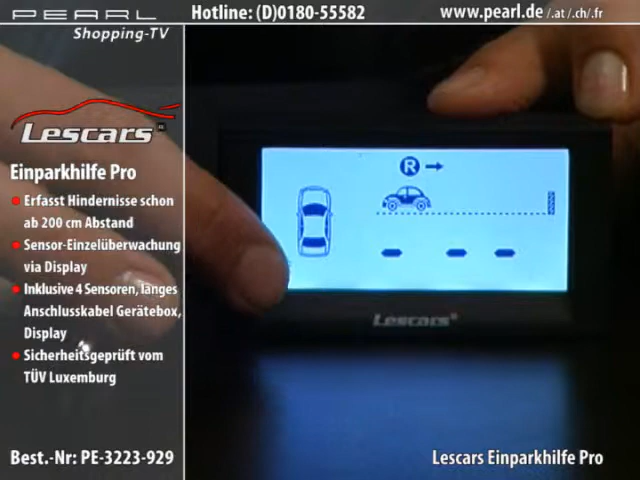 PEARL
Shopping-TV
Hotline: (D)0180-55582
www.pearl.de /.at /.ch/.fr
Lescars
Einparkhilfe Pro
Erfasst Hindernisse schon
ab 200 cm Abstand
Sensor-Einzelüberwachung
via Display
Inklusive 4 Sensoren, langes
Anschlusskabel Gerätebox,
Display
Sicherheitsgeprüft vom
TÜV Luxemburg
Best.-Nr: PE-3223-929
R
Lescars
Lescars Einparkhilfe Pro